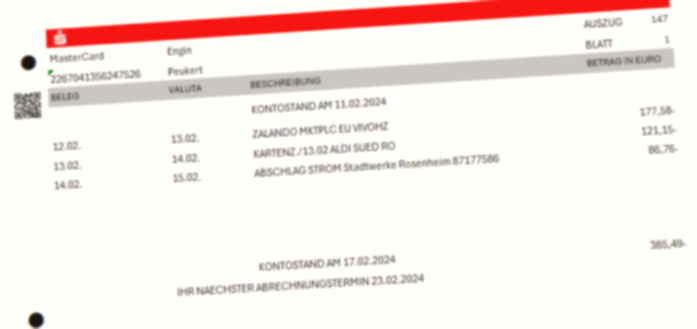 MasterCard Engin AUSZUG 147
2267041356247526 Peukert BLATT 1
BELEG VALUTA BESCHREIBUNG BETRAG IN EURO
KONTOSTAND AM 11.02.2024
12.02. 13.02. ZALANDO MKTPLC EU VIVOHZ 177,58-
13.02. 14.02. KARTENZ./13.02 ALDI SUED RO 121,15-
14.02. 15.02. ABSCHLAG STROM Stadtwerke Rosenheim 87177586 86,76-
KONTOSTAND AM 17.02.2024 385,49-
IHR NAECHSTER ABRECHNUNGSTERMIN 23.02.2024